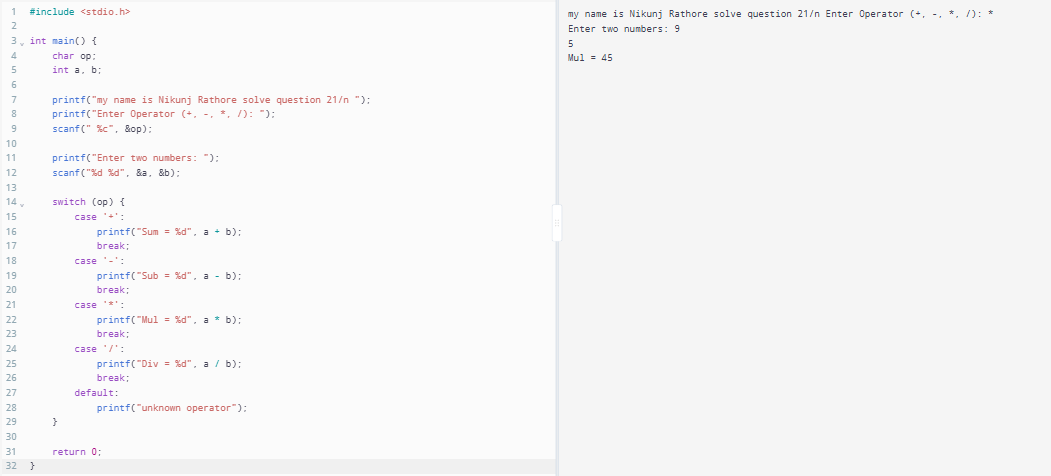 1 #include <stdio.h>
2
3 int main() {
4 char op;
5 int a, b;
6
7 printf("my name is Nikunj Rathore solve question 21/n ");
8 printf("Enter Operator (+, -, *, /): ");
9 scanf(" %c", &op);
10
11 printf("Enter two numbers: ");
12 scanf("%d %d", &a, &b);
13
14 switch (op) {
15 case '+':
16 printf("Sum = %d", a + b);
17 break;
18 case '-':
19 printf("Sub = %d", a - b);
20 break;
21 case '*':
22 printf("Mul = %d", a * b);
23 break;
24 case '/':
25 printf("Div = %d", a / b);
26 break;
27 default:
28 printf("unknown operator");
29 }
30
31 return 0;
32 }
my name is Nikunj Rathore solve question 21/n Enter Operator (+, -, *, /): *
Enter two numbers: 9
5
Mul = 45